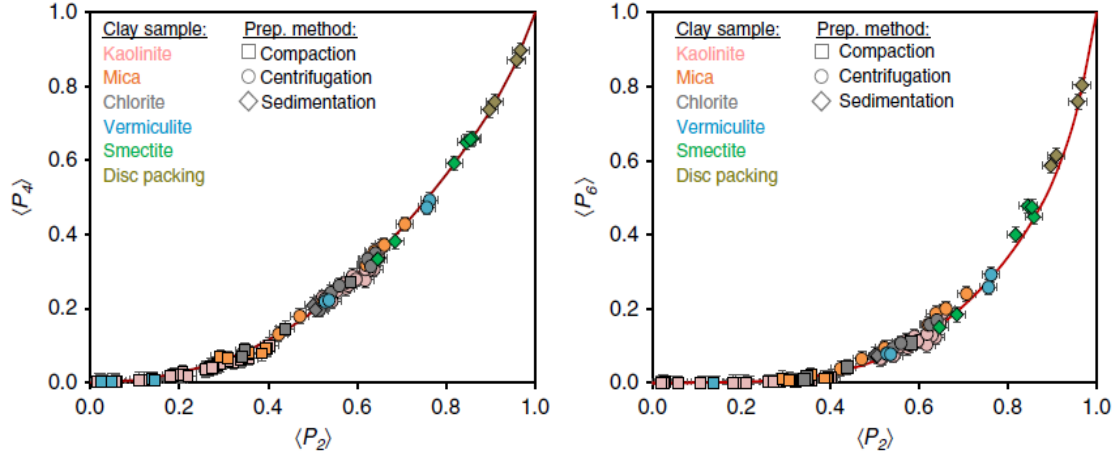 Clay sample: Prep. method:
Kaolinite Compaction
Mica Centrifugation
Chlorite Sedimentation
Vermiculite
Smectite
Disc packing
1.0
0.8
0.6
0.4
0.2
0.0
⟨P4⟩
0.0 0.2 0.4 0.6 0.8 1.0
⟨P2⟩
Clay sample: Prep. method:
Kaolinite Compaction
Mica Centrifugation
Chlorite Sedimentation
Vermiculite
Smectite
Disc packing
1.0
0.8
0.6
0.4
0.2
0.0
⟨P6⟩
0.0 0.2 0.4 0.6 0.8 1.0
⟨P2⟩